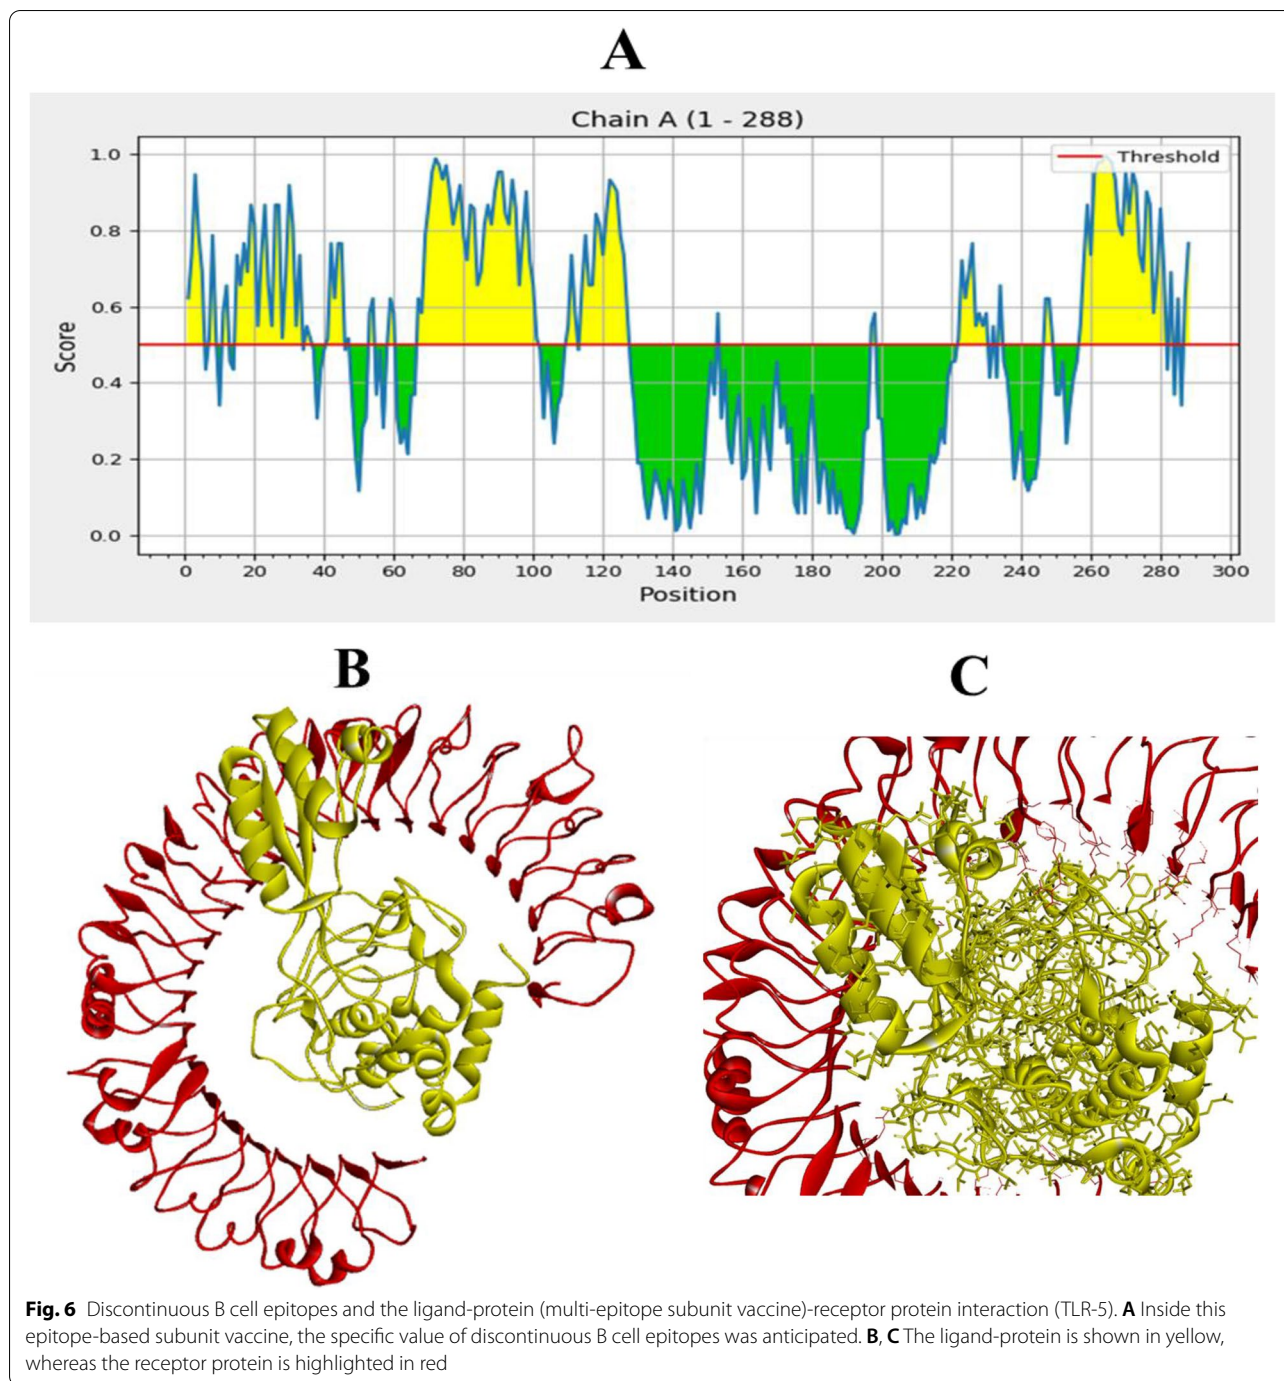 A
Chain A (1 - 288)
Threshold
1.0
0.8
0.6
0.4
0.2
0.0
Score
0 20 40 60 80 100 120 140 160 180 200 220 240 260 280 300
Position
B
C
Fig. 6 Discontinuous B cell epitopes and the ligand-protein (multi-epitope subunit vaccine)-receptor protein interaction (TLR-5). A Inside this
epitope-based subunit vaccine, the specific value of discontinuous B cell epitopes was anticipated. B, C The ligand-protein is shown in yellow,
whereas the receptor protein is highlighted in red